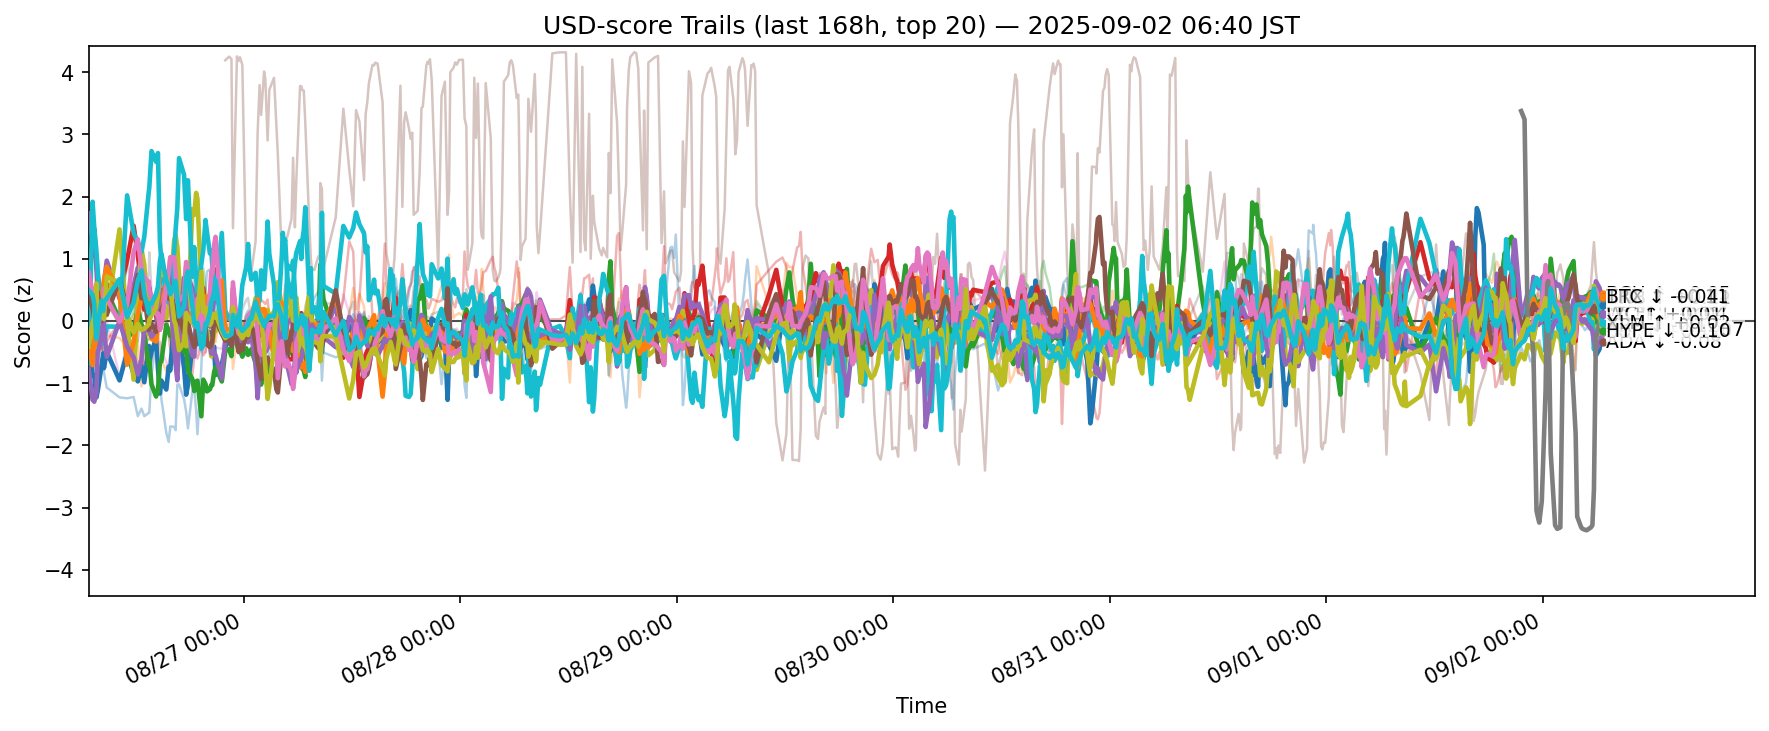 USD-score Trails (last 168h, top 20) — 2025-09-02 06:40 JST
Score (z)
4
3
2
1
0
−1
−2
−3
−4
BTC ↓ -0.041
HYPE ↓ -0.107
ADA ↓ -0.08
08/27 00:00
08/28 00:00
08/29 00:00
08/30 00:00
08/31 00:00
09/01 00:00
09/02 00:00
Time